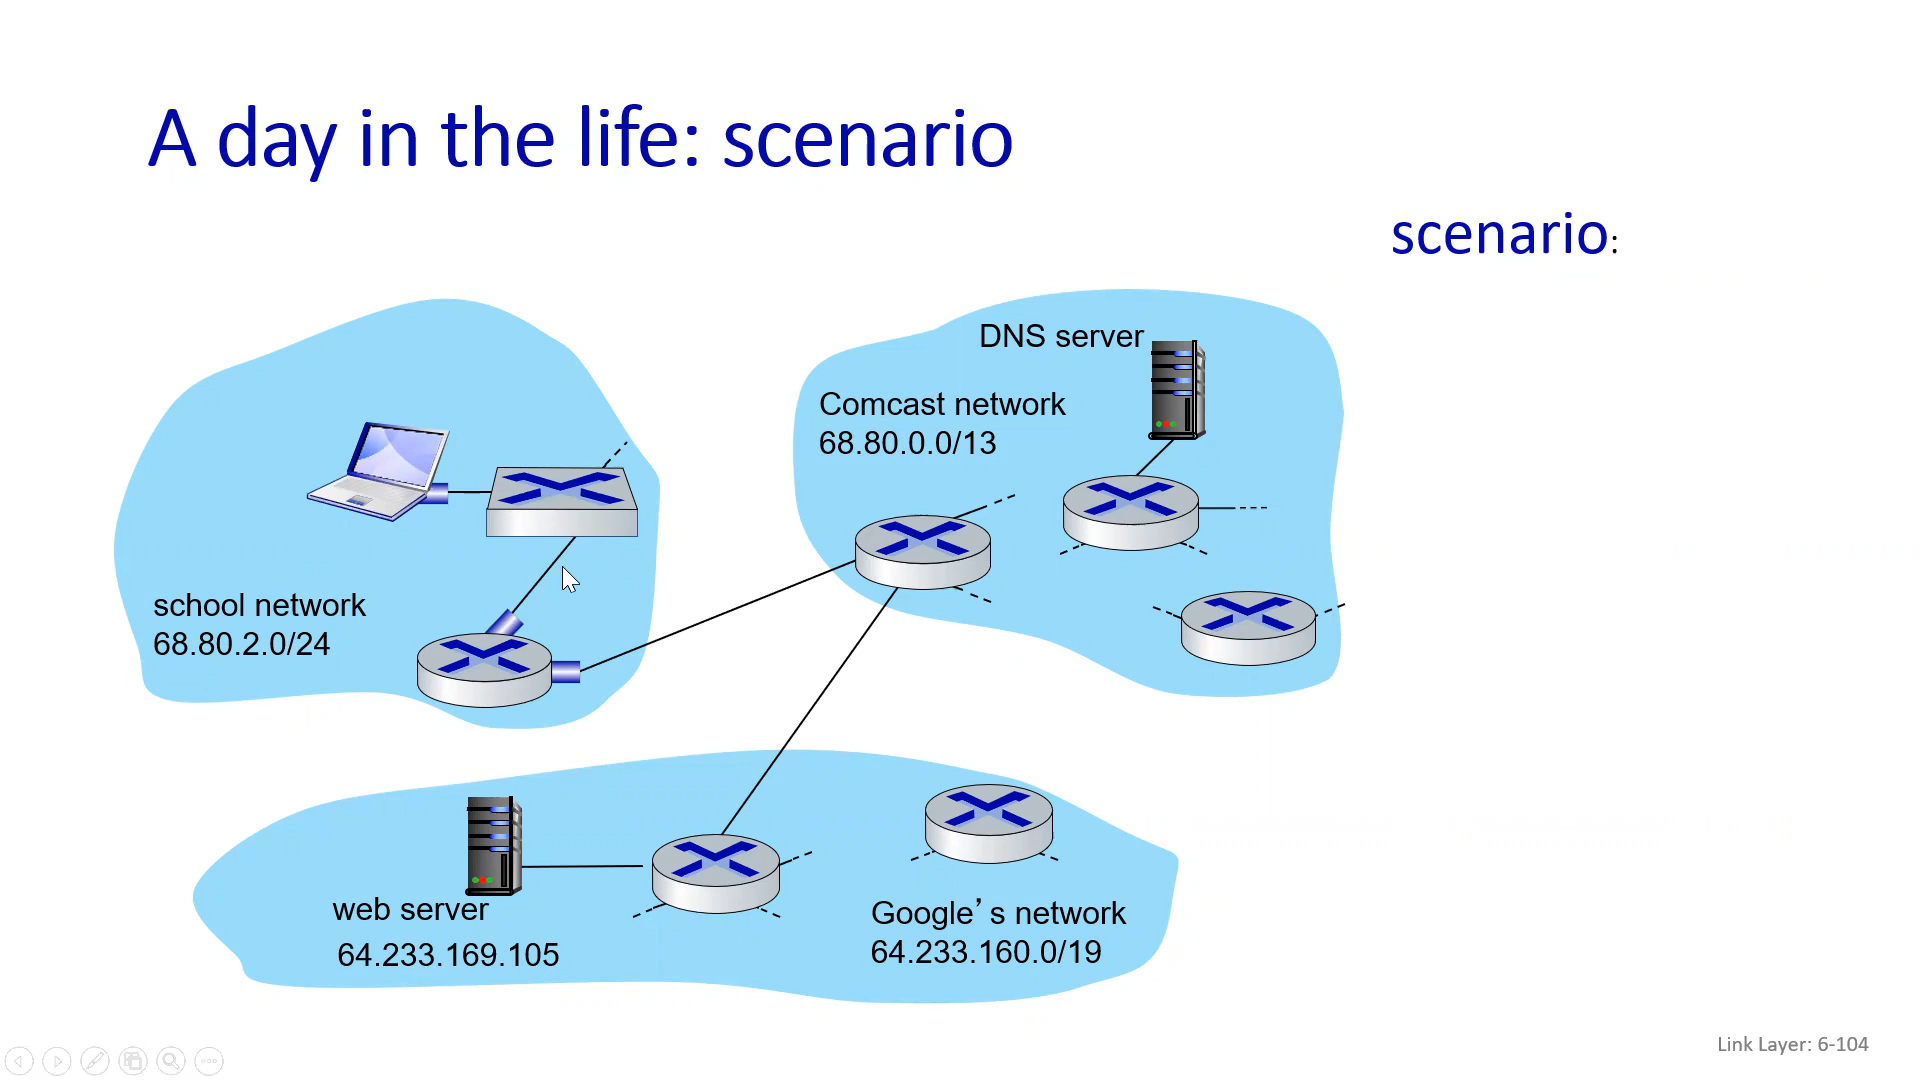 A day in the life: scenario
scenario:
DNS server
Comcast network
68.80.0.0/13
school network
68.80.2.0/24
web server
64.233.169.105
Google’s network
64.233.160.0/19
Link Layer: 6-104